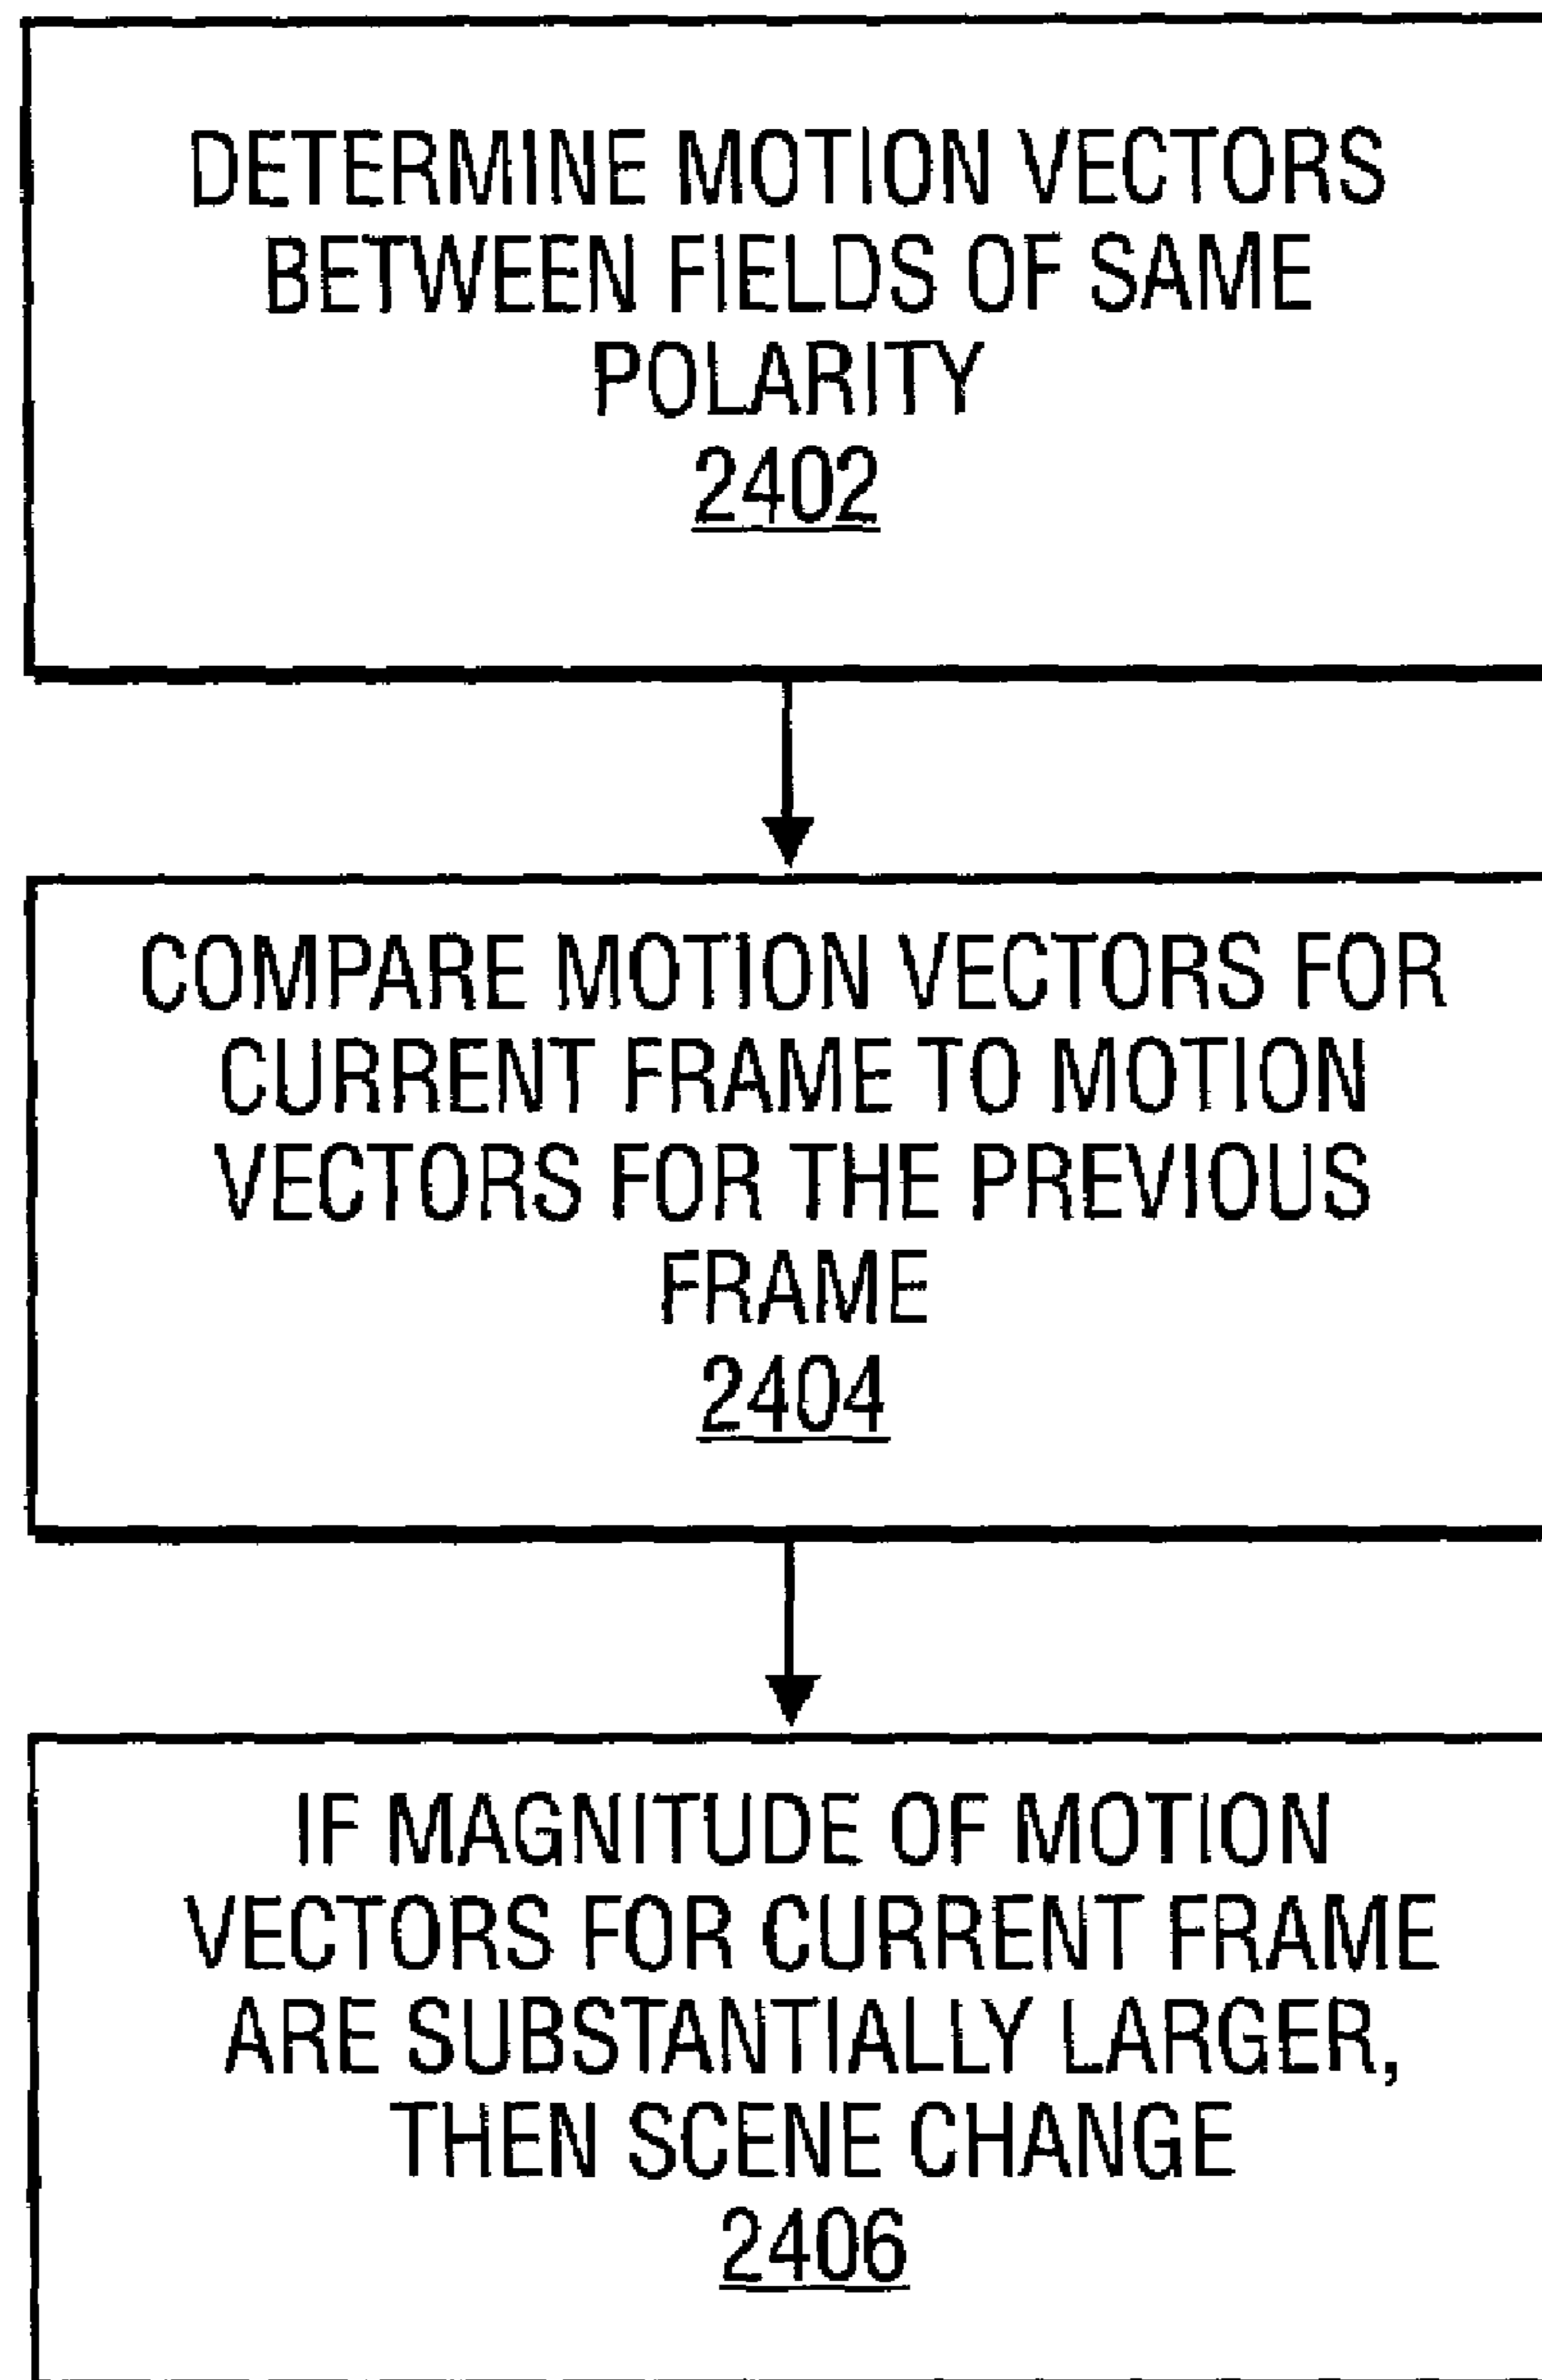 DETERMINE MOTION VECTORS
BETWEEN FIELDS OF SAME
POLARITY
2402
COMPARE MOTION VECTORS FOR
CURRENT FRAME TO MOTION
VECTORS FOR THE PREVIOUS
FRAME
2404
IF MAGNITUDE OF MOTION
VECTORS FOR CURRENT FRAME
ARE SUBSTANTIALLY LARGER,
THEN SCENE CHANGE
2406